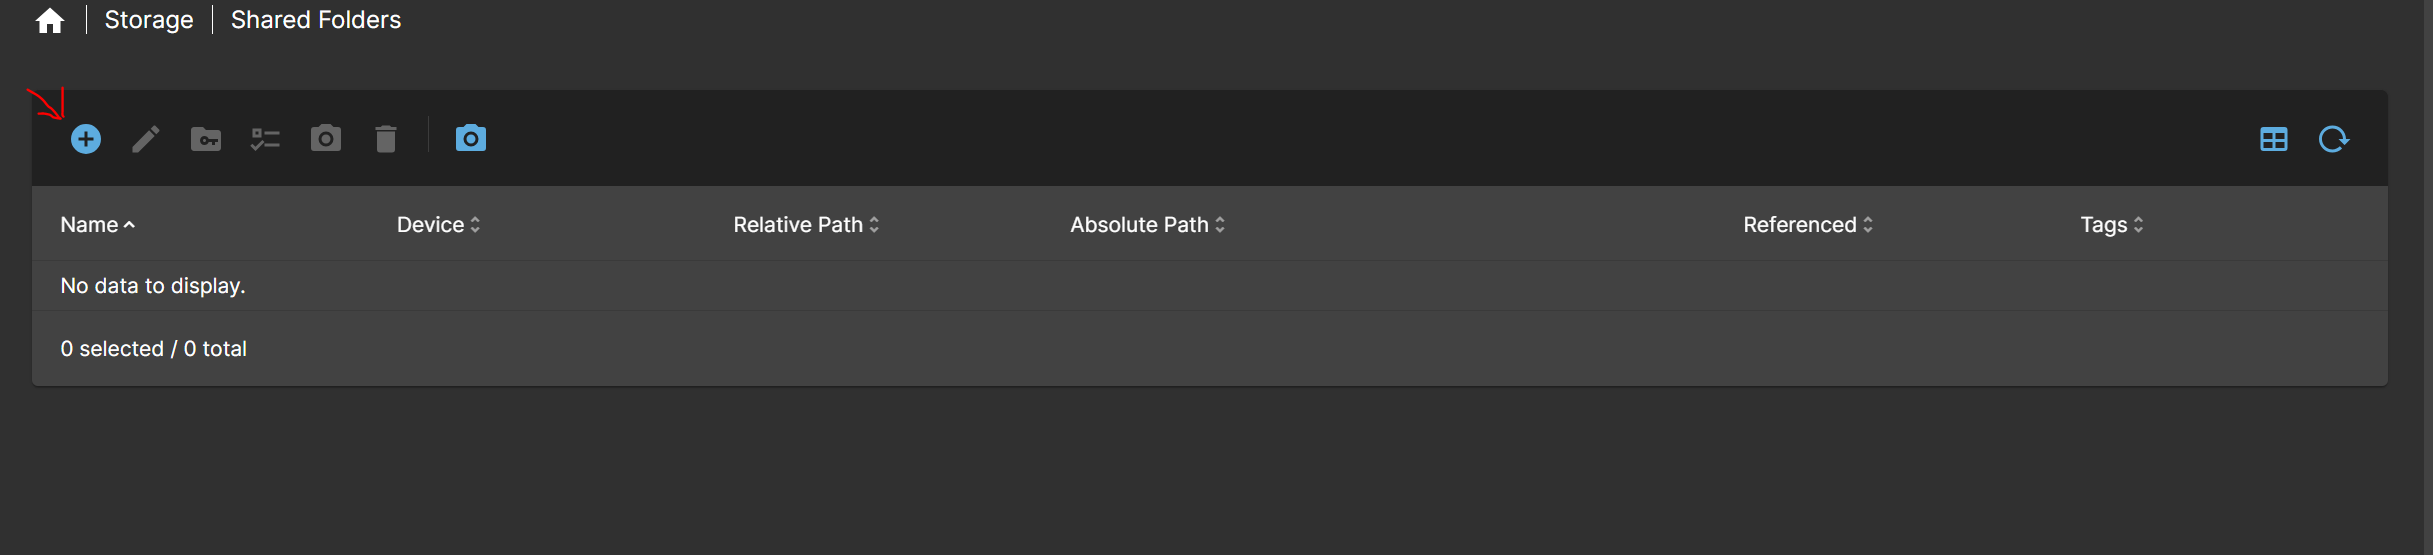 Storage | Shared Folders
Name Device Relative Path Absolute Path Referenced Tags
No data to display.
0 selected / 0 total